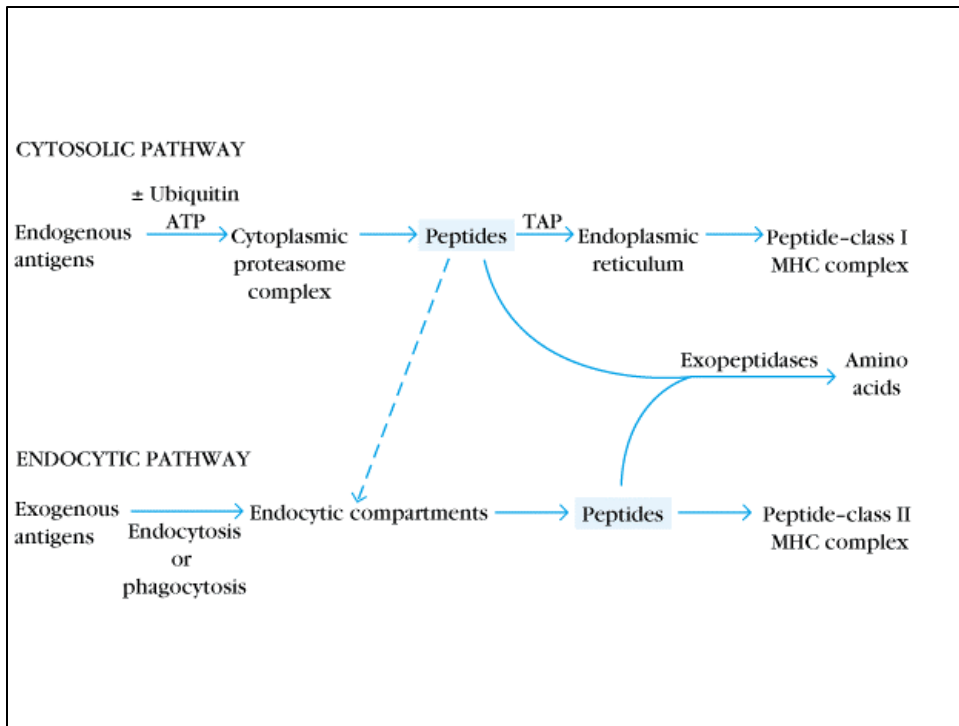 CYTOSOLIC PATHWAY
± Ubiquitin
ATP
TAP
Endogenous
antigens
Cytoplasmic
proteasome
complex
Peptides
Endoplasmic
reticulum
Peptide–class I
MHC complex
Exopeptidases
Amino
acids
ENDOCYTIC PATHWAY
Exogenous
antigens
Endocytosis
or
phagocytosis
Endocytic compartments
Peptides
Peptide–class II
MHC complex